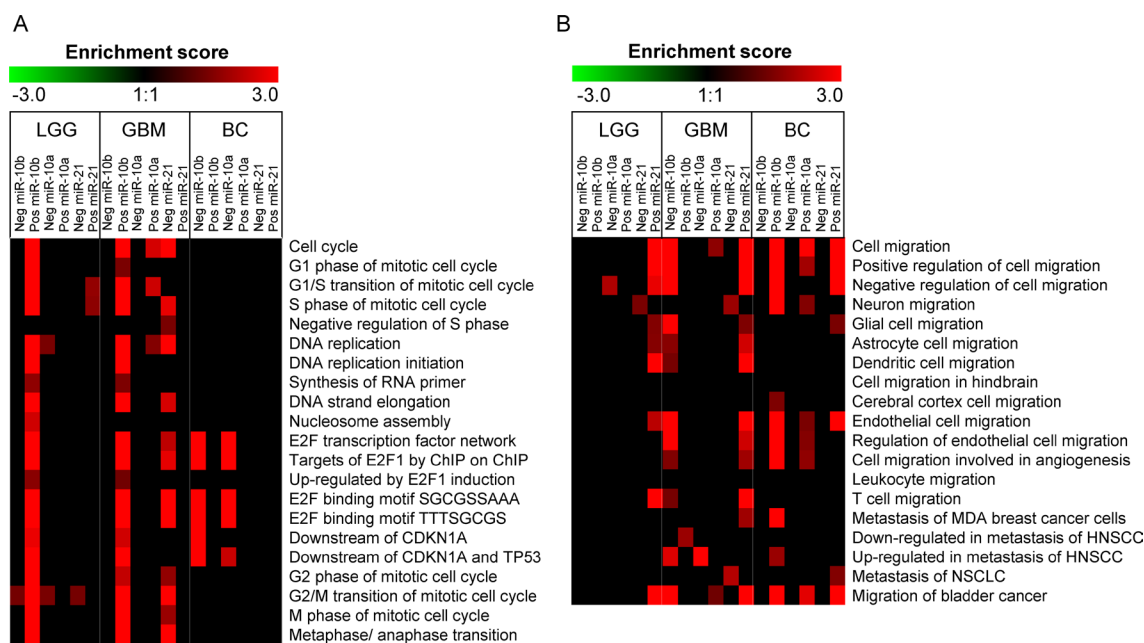 A
Enrichment score
-3.0 1:1 3.0
LGG GBM BC
Neg miR-10b
Pos miR-10b
Neg miR-10a
Pos miR-10a
Neg miR-21
Pos miR-21
Neg miR-10b
Pos miR-10b
Neg miR-10a
Pos miR-10a
Neg miR-21
Pos miR-21
Neg miR-10b
Pos miR-10b
Neg miR-10a
Pos miR-10a
Neg miR-21
Pos miR-21
Cell cycle
G1 phase of mitotic cell cycle
G1/S transition of mitotic cell cycle
S phase of mitotic cell cycle
Negative regulation of S phase
DNA replication
DNA replication initiation
Synthesis of RNA primer
DNA strand elongation
Nucleosome assembly
E2F transcription factor network
Targets of E2F1 by ChIP on ChIP
Up-regulated by E2F1 induction
E2F binding motif SGCGSSAAA
E2F binding motif TTTSGCGS
Downstream of CDKN1A
Downstream of CDKN1A and TP53
G2 phase of mitotic cell cycle
G2/M transition of mitotic cell cycle
M phase of mitotic cell cycle
Metaphase/ anaphase transition
B
Enrichment score
-3.0 1:1 3.0
LGG GBM BC
Neg miR-10b
Pos miR-10b
Neg miR-10a
Pos miR-10a
Neg miR-21
Pos miR-21
Neg miR-10b
Pos miR-10b
Neg miR-10a
Pos miR-10a
Neg miR-21
Pos miR-21
Neg miR-10b
Pos miR-10b
Neg miR-10a
Pos miR-10a
Neg miR-21
Pos miR-21
Cell migration
Positive regulation of cell migration
Negative regulation of cell migration
Neuron migration
Glial cell migration
Astrocyte cell migration
Dendritic cell migration
Cell migration in hindbrain
Cerebral cortex cell migration
Endothelial cell migration
Regulation of endothelial cell migration
Cell migration involved in angiogenesis
Leukocyte migration
T cell migration
Metastasis of MDA breast cancer cells
Down-regulated in metastasis of HNSCC
Up-regulated in metastasis of HNSCC
Metastasis of NSCLC
Migration of bladder cancer